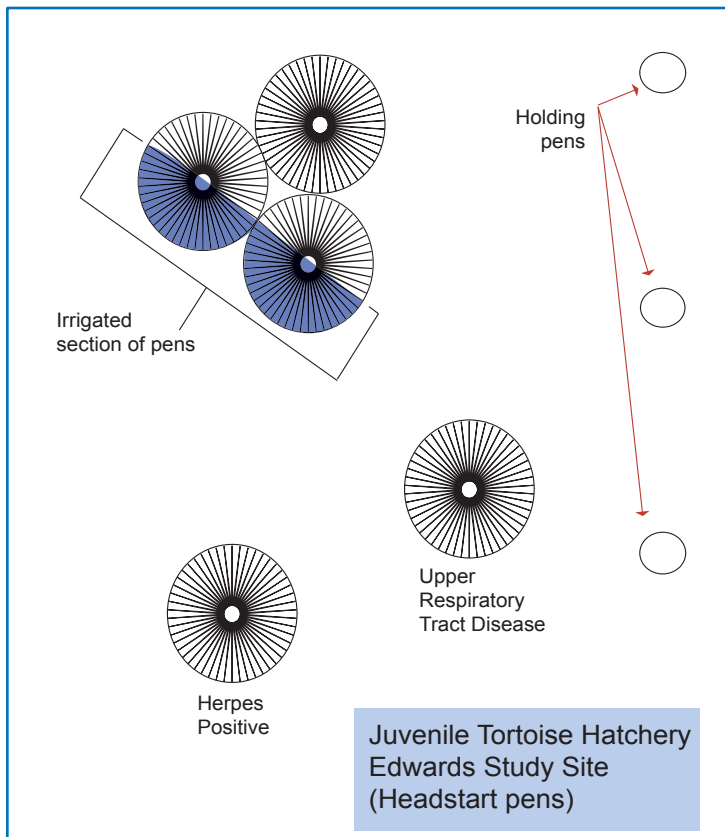 Holding
pens
Irrigated
section of pens
Upper
Respiratory
Tract Disease
Herpes
Positive
Juvenile Tortoise Hatchery
Edwards Study Site
(Headstart pens)